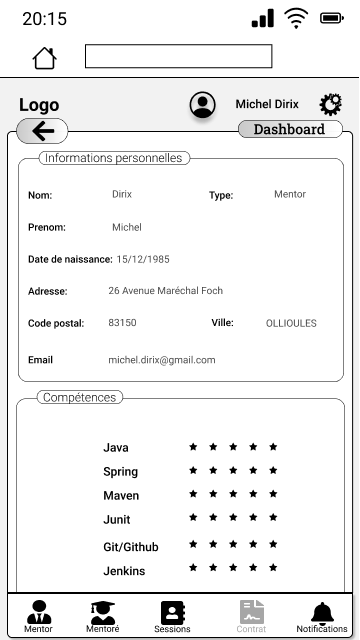 20:15
Logo
Michel Dirix
Dashboard
Informations personnelles
Nom: Dirix Type: Mentor
Prenom: Michel
Date de naissance: 15/12/1985
Adresse: 26 Avenue Maréchal Foch
Code postal: 83150 Ville: OLLIOULES
Email michel.dirix@gmail.com
Compétences
Java
Spring
Maven
Junit
Git/Github
Jenkins
Mentor Mentoré Sessions Contrat Notifications